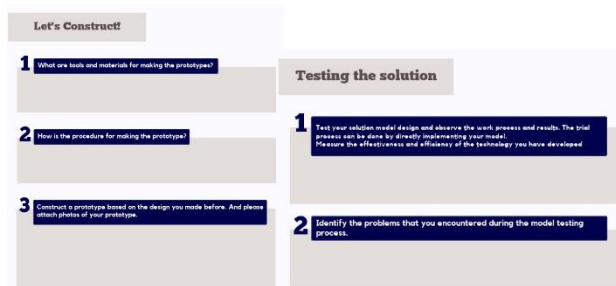 Let's Construct!
1 What are tools and materials for making the prototypes?
2 How is the procedure for making the prototype?
3 Construct a prototype based on the design you made before. And please
attach photos of your prototype.
Testing the solution
1 Test your solution model design and observe the work process and results. The trial
process can be done by directly implementing your model.
Measure the effectiveness and efficiency of the technology you have developed
2 Identify the problems that you encountered during the model testing
process.